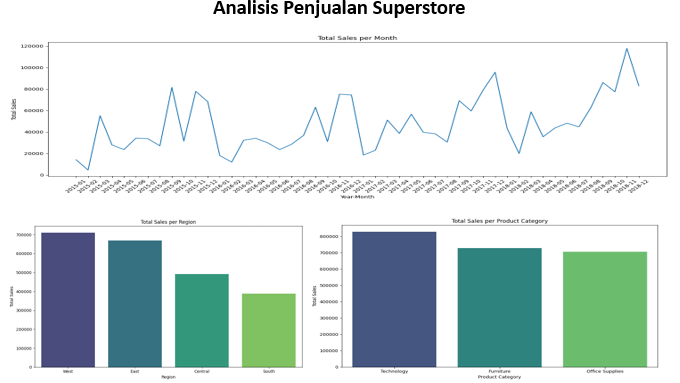 Analisis Penjualan Superstore
Total Sales per Month
120000
100000
80000
60000
40000
20000
0
Total Sales
2015-01 2015-02 2015-03 2015-04 2015-05 2015-06 2015-07 2015-08 2015-09 2015-10 2015-11 2015-12 2016-01 2016-02 2016-03 2016-04 2016-05 2016-06 2016-07 2016-08 2016-09 2016-10 2016-11 2016-12 2017-01 2017-02 2017-03 2017-04 2017-05 2017-06 2017-07 2017-08 2017-09 2017-10 2017-11 2017-12 2018-01 2018-02 2018-03 2018-04 2018-05 2018-06 2018-07 2018-08 2018-09 2018-10 2018-11 2018-12
Year-Month
Total Sales per Region
700000
600000
500000
400000
300000
200000
100000
0
Total Sales
West East Central South
Region
Total Sales per Product Category
800000
700000
600000
500000
400000
300000
200000
100000
0
Total Sales
Technology Furniture Office Supplies
Product Category